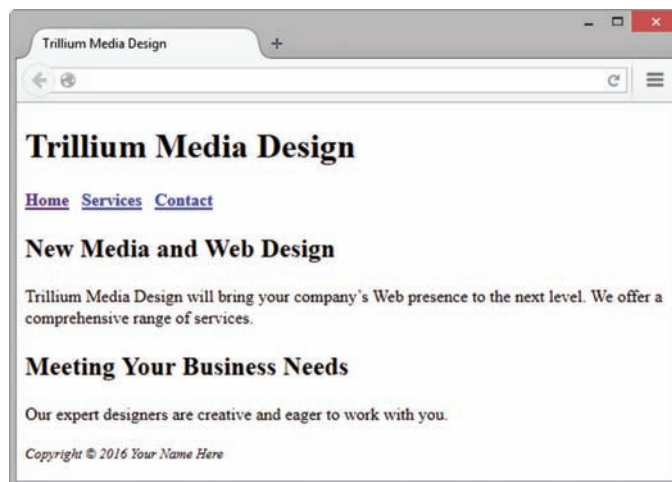 Trillium Media Design
Trillium Media Design
Home Services Contact
New Media and Web Design
Trillium Media Design will bring your company’s Web presence to the next level. We offer a
comprehensive range of services.
Meeting Your Business Needs
Our expert designers are creative and eager to work with you.
Copyright © 2016 Your Name Here